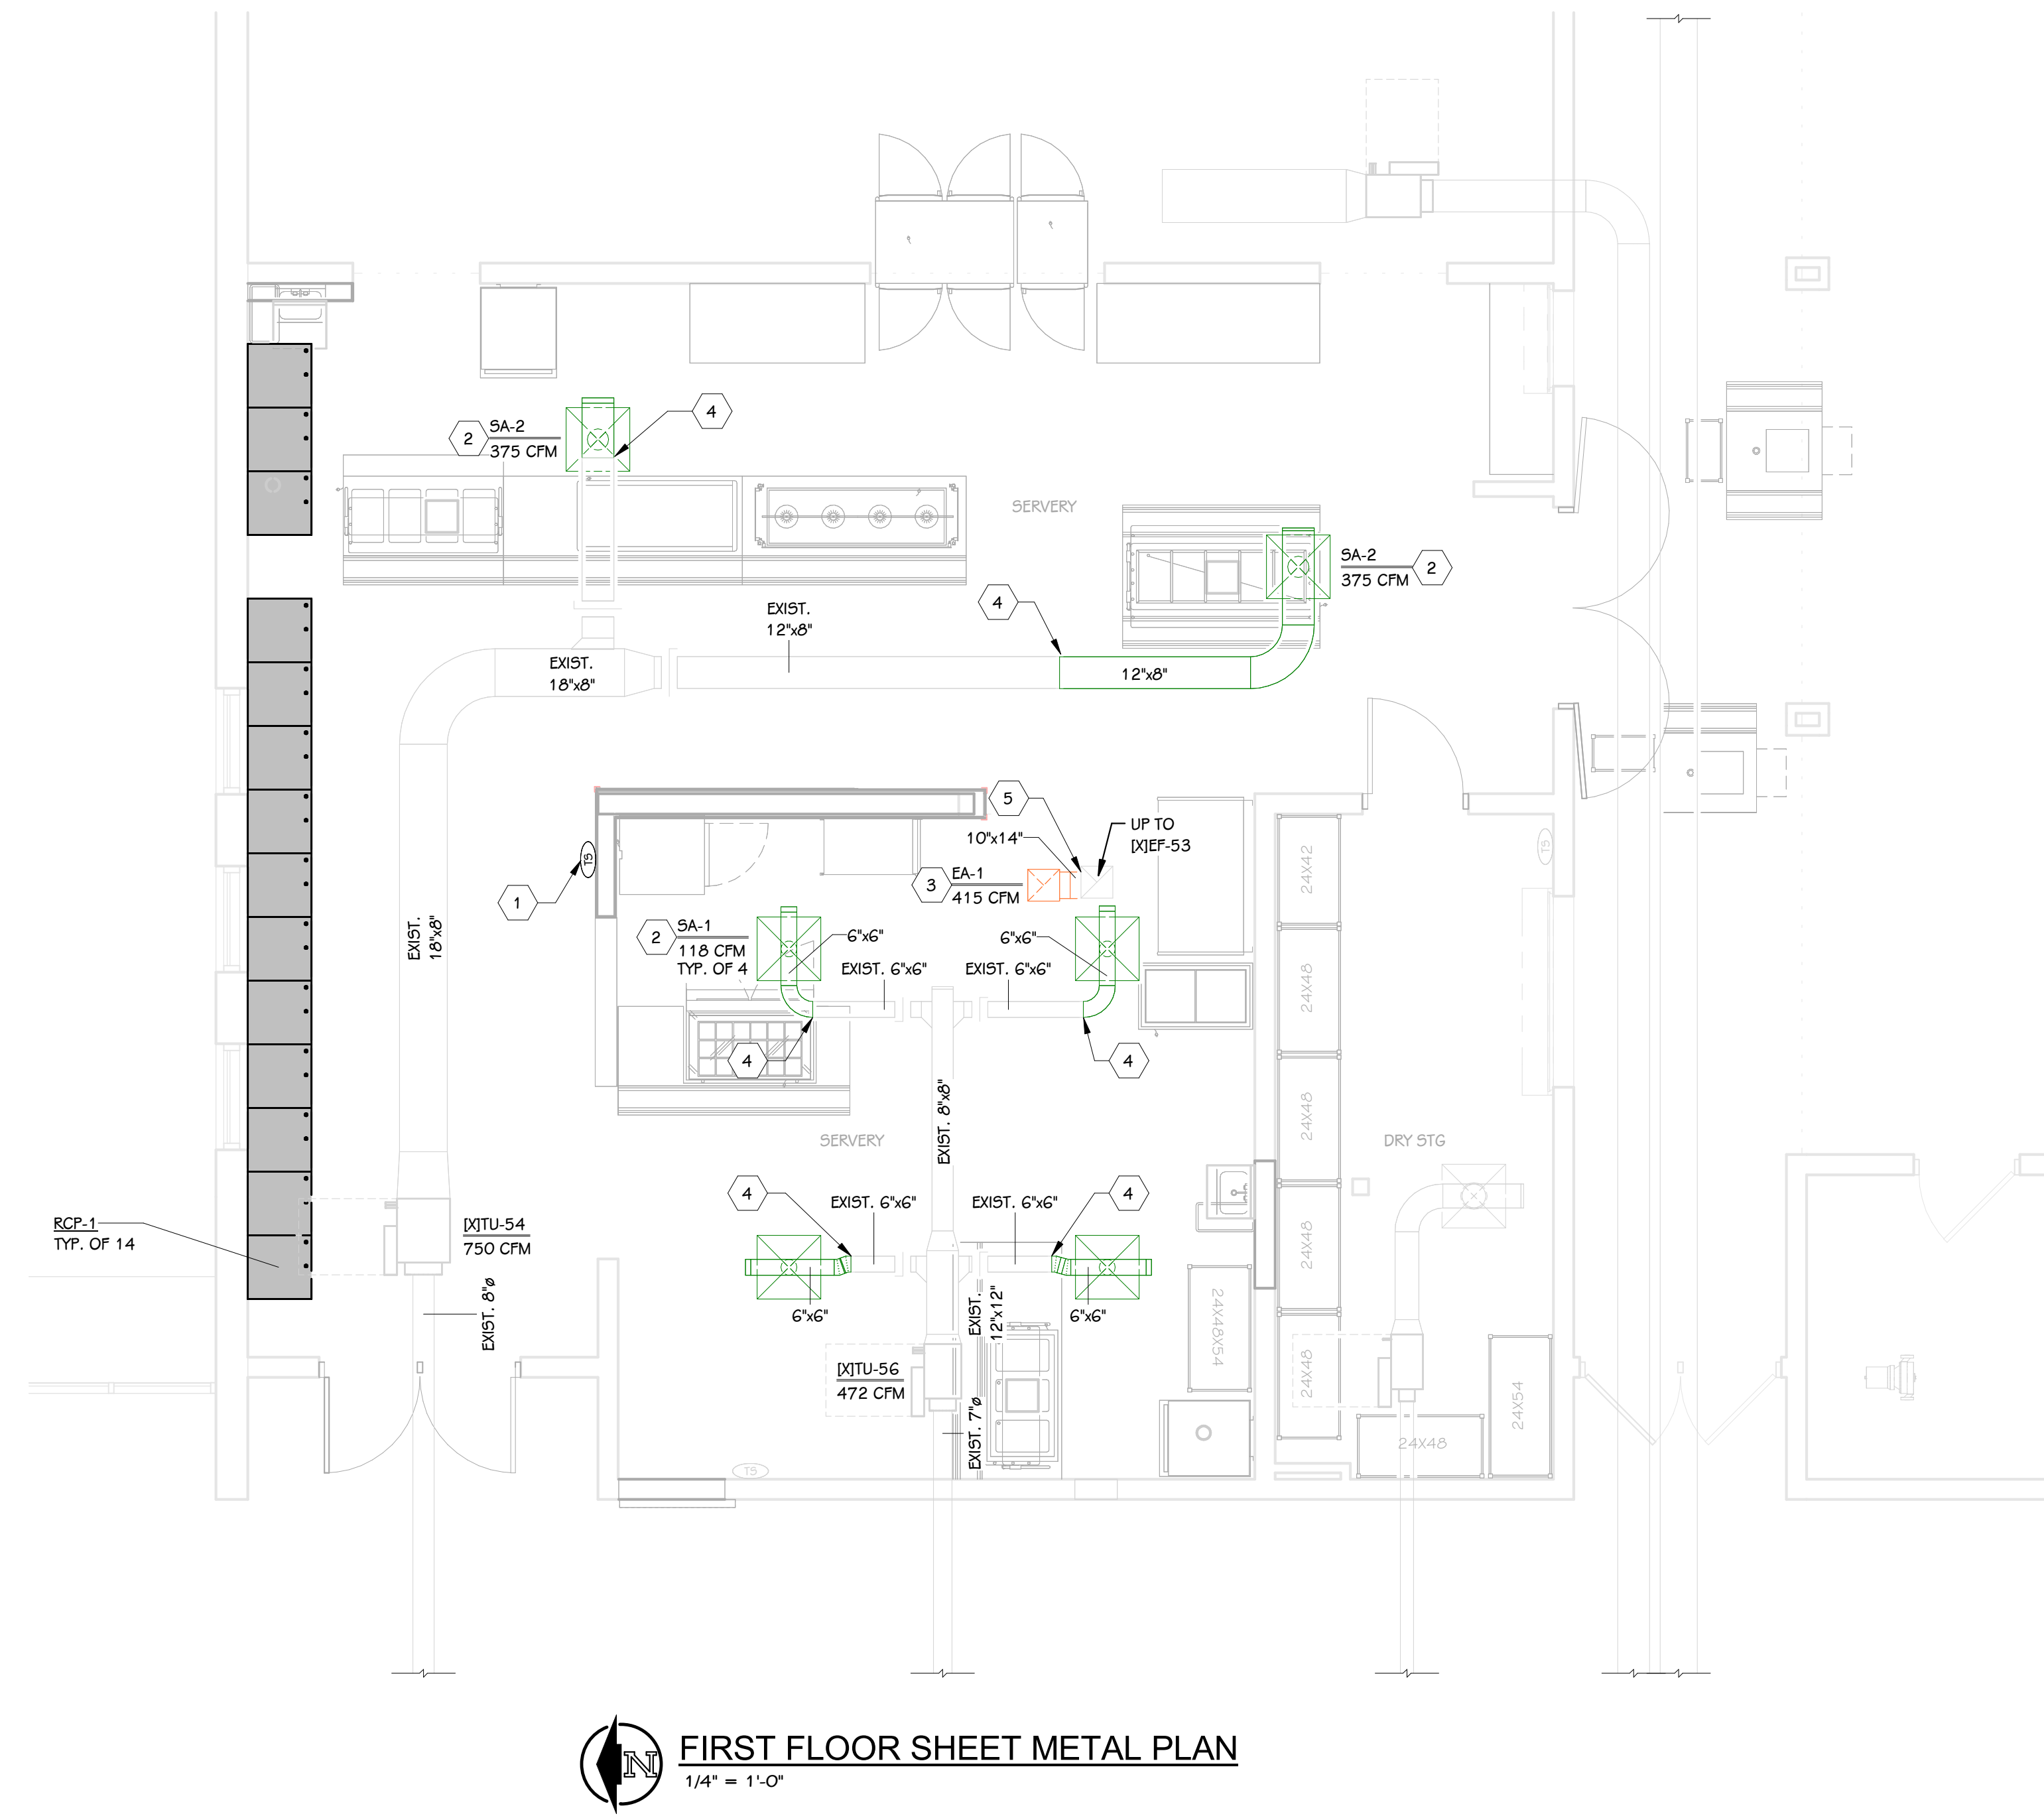 4
2
SA-2
375 CFM
SERVERY
SA-2
375 CFM
2
4
EXIST.
12"x8"
EXIST.
18"x8"
12"x8"
5
UP TO
[X]EF-53
10"x14"
TS
TS
3
EA-1
415 CFM
1
24X42
EXIST.
18"x8"
2
SA-1
118 CFM
TYP. OF 4
6"x6"
6"x6"
EXIST. 6"x6"
EXIST. 6"x6"
24X48
4
4
EXIST. 8"x8"
24X48
SERVERY
DRY STG
4
EXIST. 6"x6"
EXIST. 6"x6"
4
24X48
RCP-1
TYP. OF 14
[X]TU-54
750 CFM
EXIST. 8"ø
6"x6"
EXIST.
12"x12"
6"x6"
24X48X54
24X48
[X]TU-56
472 CFM
EXIST. 7"ø
24X54
24X48
TS
N
FIRST FLOOR SHEET METAL PLAN
1/4" = 1'-0"